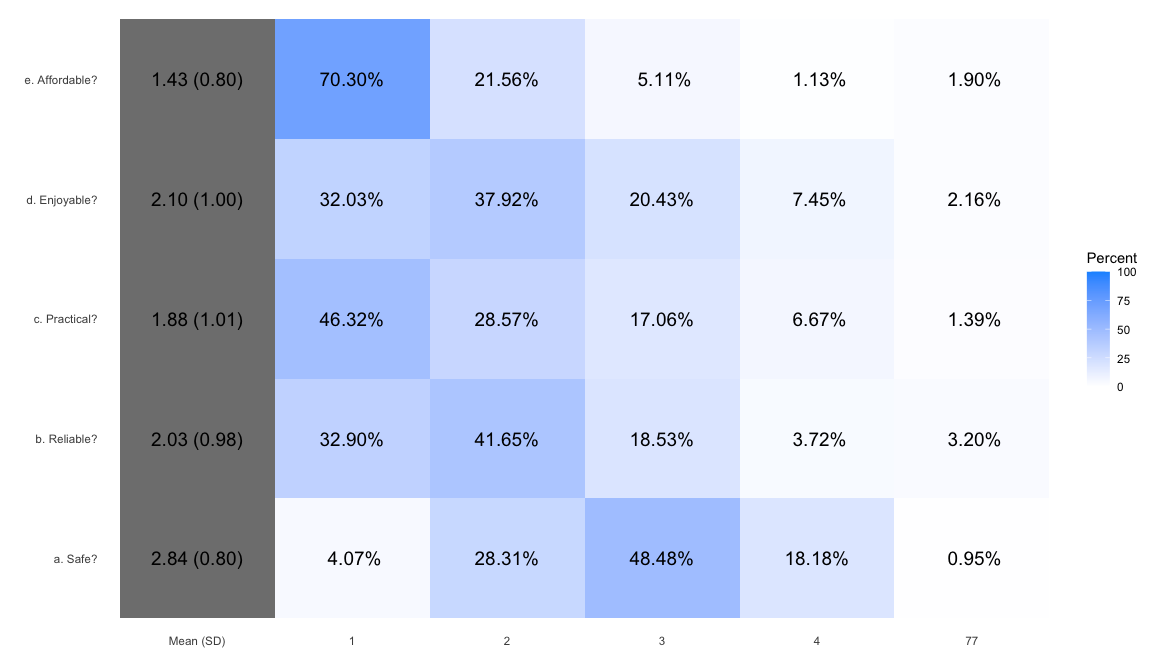 e. Affordable? 1.43 (0.80) 70.30% 21.56% 5.11% 1.13% 1.90%
d. Enjoyable? 2.10 (1.00) 32.03% 37.92% 20.43% 7.45% 2.16%
c. Practical? 1.88 (1.01) 46.32% 28.57% 17.06% 6.67% 1.39%
b. Reliable? 2.03 (0.98) 32.90% 41.65% 18.53% 3.72% 3.20%
a. Safe? 2.84 (0.80) 4.07% 28.31% 48.48% 18.18% 0.95%
Mean (SD) 1 2 3 4 77
Percent
100
75
50
25
0